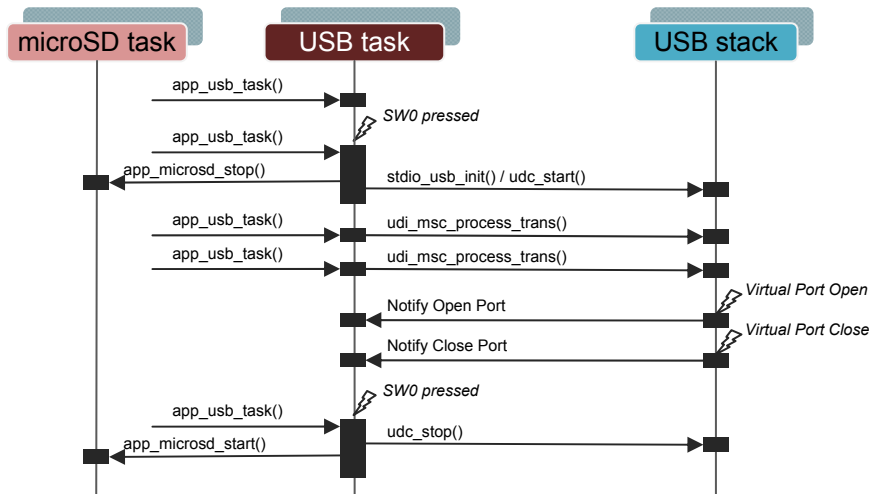 microSD task
USB task
USB stack
app_usb_task()
SW0 pressed
app_usb_task()
app_microsd_stop()
stdio_usb_init() / udc_start()
app_usb_task()
udi_msc_process_trans()
app_usb_task()
udi_msc_process_trans()
Virtual Port Open
Notify Open Port
Virtual Port Close
Notify Close Port
SW0 pressed
app_usb_task()
udc_stop()
app_microsd_start()